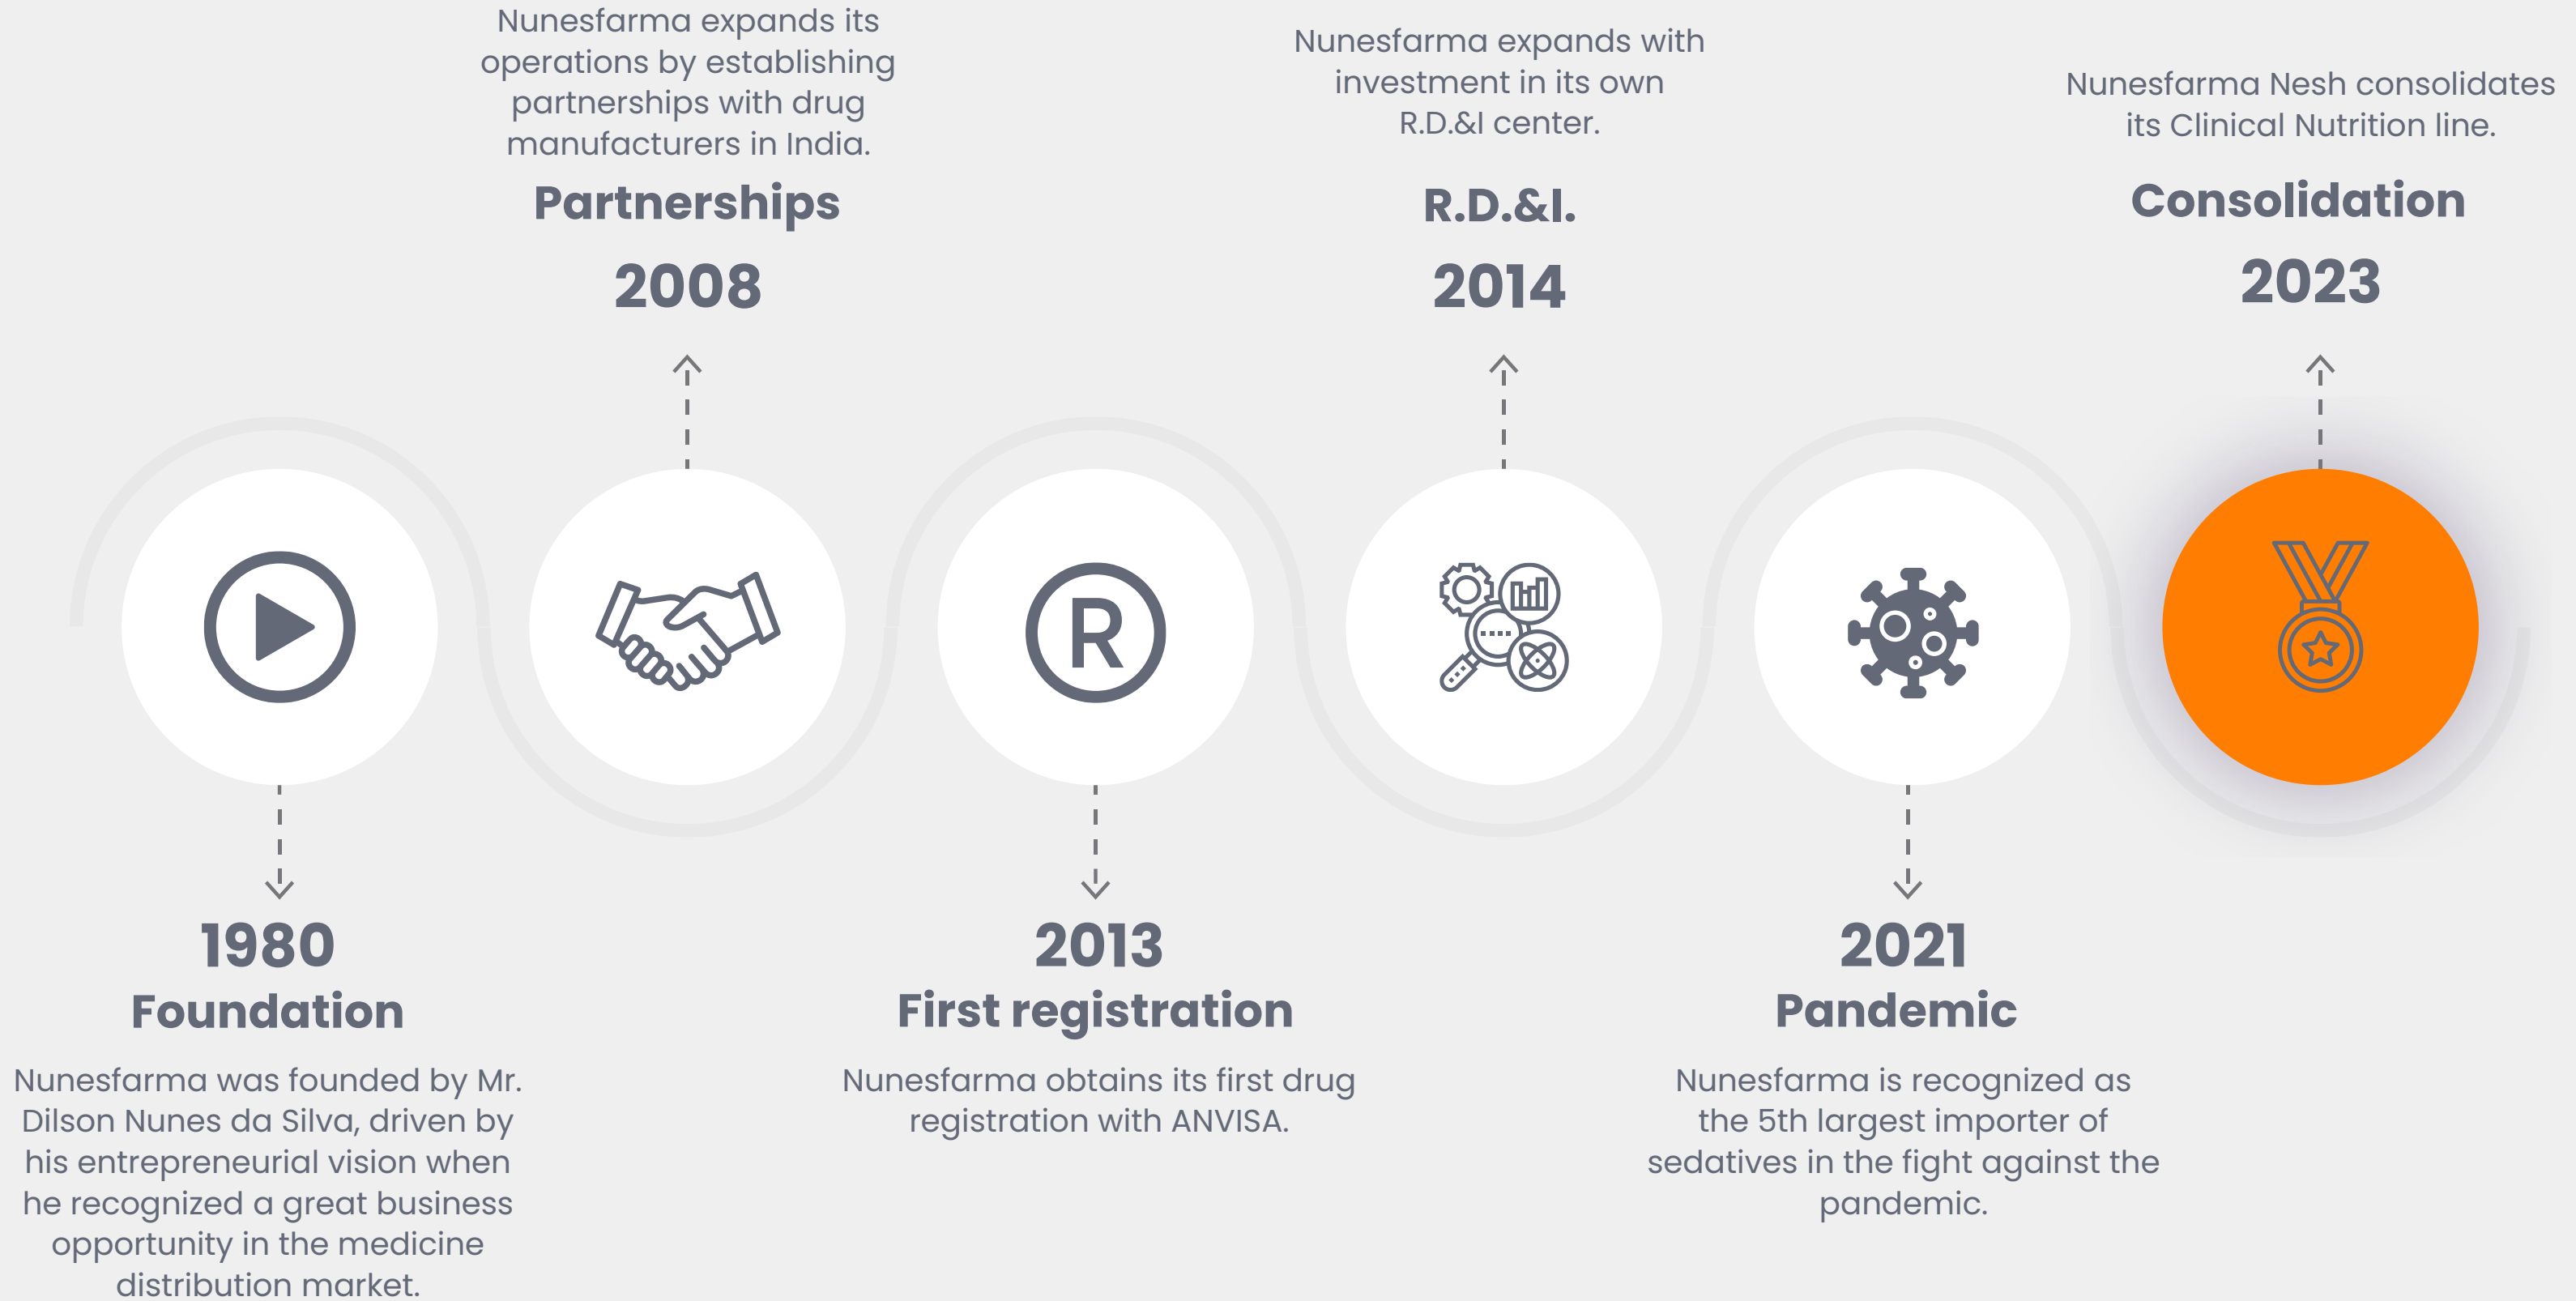 1980
Foundation
Nunesfarma was founded by Mr.
Dilson Nunes da Silva, driven by
his entrepreneurial vision when
he recognized a great business
opportunity in the medicine
distribution market.
Nunesfarma expands its
operations by establishing
partnerships with drug
manufacturers in India.
Partnerships
2008
R
2013
First registration
Nunesfarma obtains its first drug
registration with ANVISA.
Nunesfarma expands with
investment in its own
R.D.&I center.
R.D.&I.
2014
2021
Pandemic
Nunesfarma is recognized as
the 5th largest importer of
sedatives in the fight against the
pandemic.
Nunesfarma Nesh consolidates
its Clinical Nutrition line.
Consolidation
2023